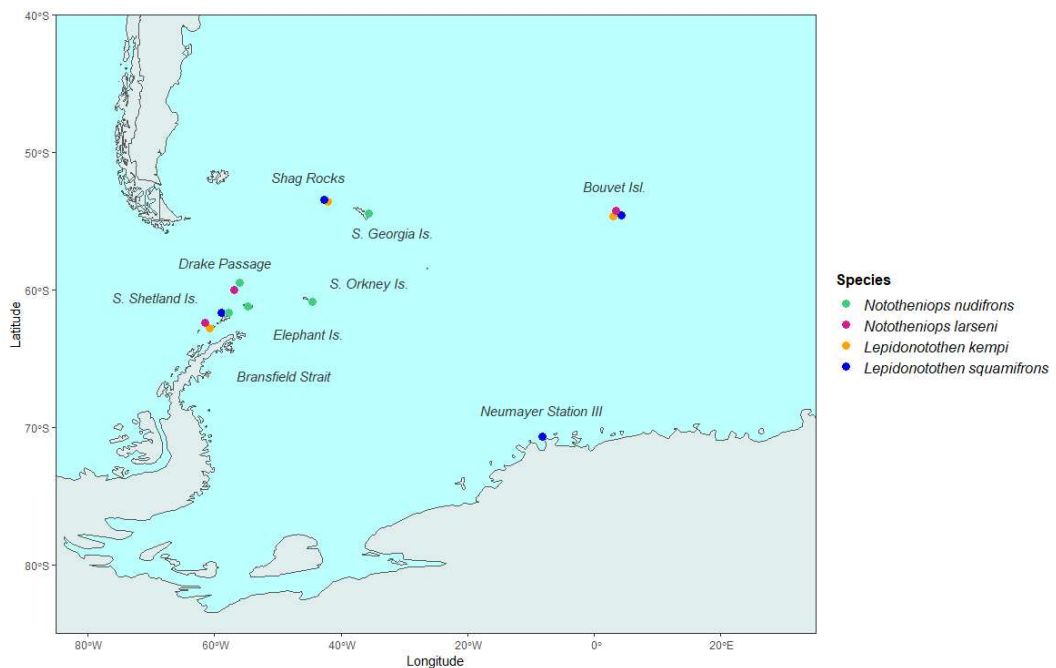 40°S
50°S
60°S
70°S
80°S
Latitude
Shag Rocks
Bouvet Isl.
S. Georgia Is.
Drake Passage
S. Orkney Is.
S. Shetland Is.
Elephant Is.
Bransfield Strait
Neumayer Station III
80°W
60°W
40°W
20°W
0°
20°E
Longitude
Species
Nototheniops nudifrons
Nototheniops larseni
Lepidonotothen kempi
Lepidonotothen squamifrons